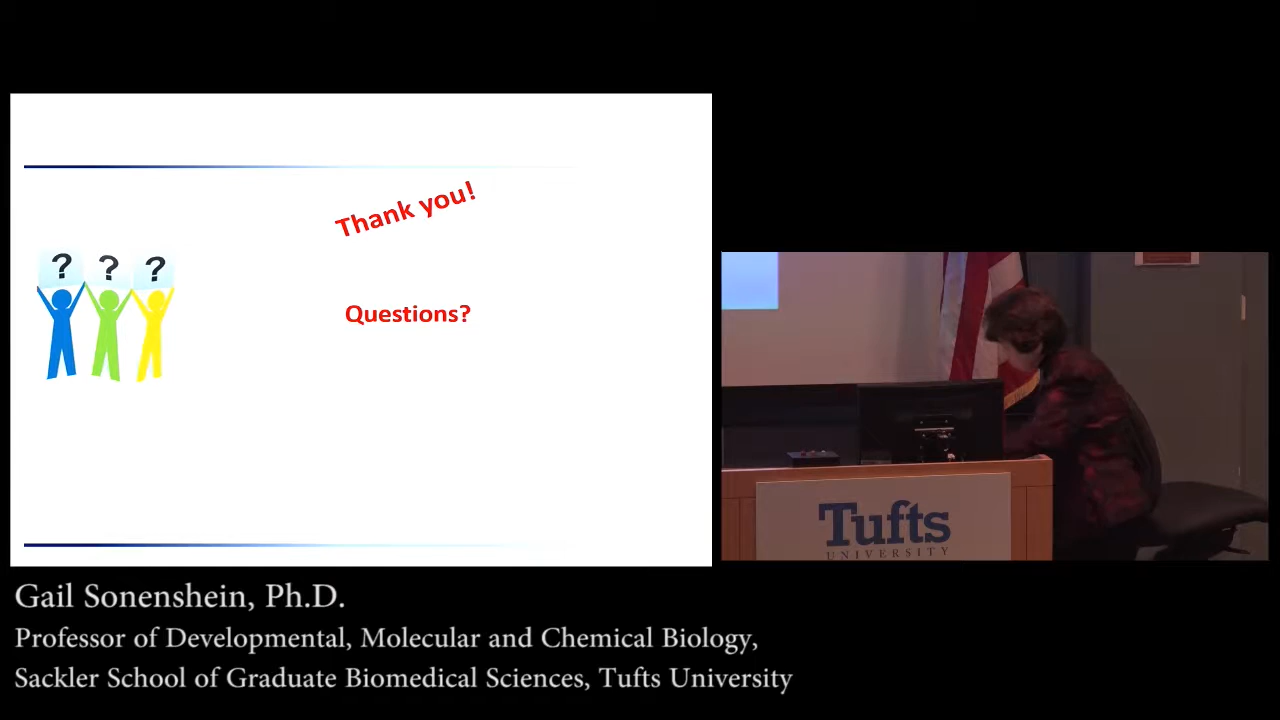 Thank you!
? ? ?
Questions?
Tufts
UNIVERSITY
Gail Sonenshein, Ph.D.
Professor of Developmental, Molecular and Chemical Biology,
Sackler School of Graduate Biomedical Sciences, Tufts University